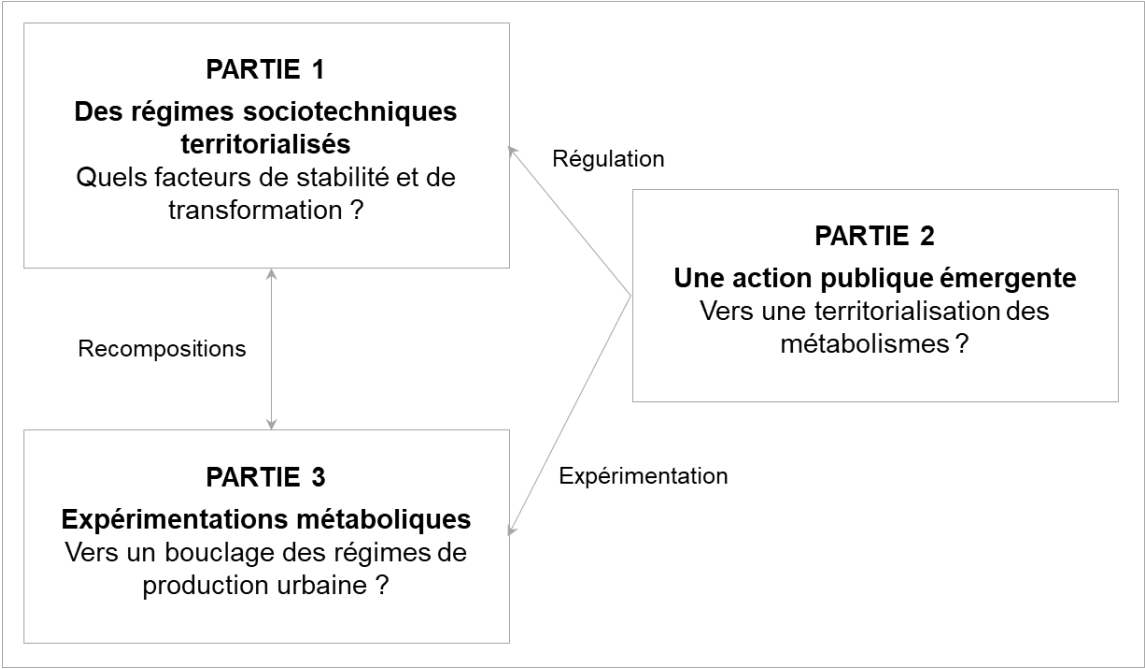 PARTIE 1
Des régimes sociotechniques
territorialisés
Quels facteurs de stabilité et de
transformation ?
Régulation
PARTIE 2
Une action publique émergente
Vers une territorialisation des
métabolismes ?
Recompositions
PARTIE 3
Expérimentations métaboliques
Vers un bouclage des régimes de
production urbaine ?
Expérimentation